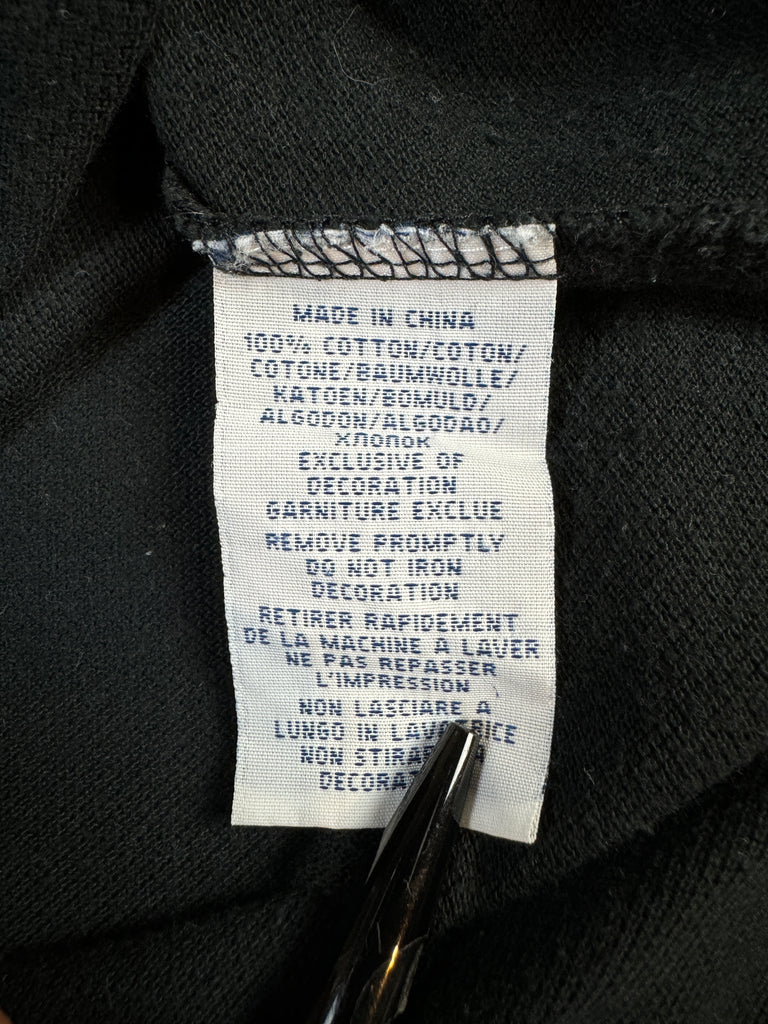 MADE IN CHINA
100% COTTON/COTON/
COTONE/BAUMWOLLE/
KATOEN/BOMULD/
ALGODON/ALGODAO/
ХЛОПОК
EXCLUSIVE OF
DECORATION
GARNITURE EXCLUE
REMOVE PROMPTLY
DO NOT IRON
DECORATION
RETIRER RAPIDEMENT
DE LA MACHINE A LAVER
NE PAS REPASSER
L'IMPRESSION
NON LASCIARE A
LUNGO IN
NON